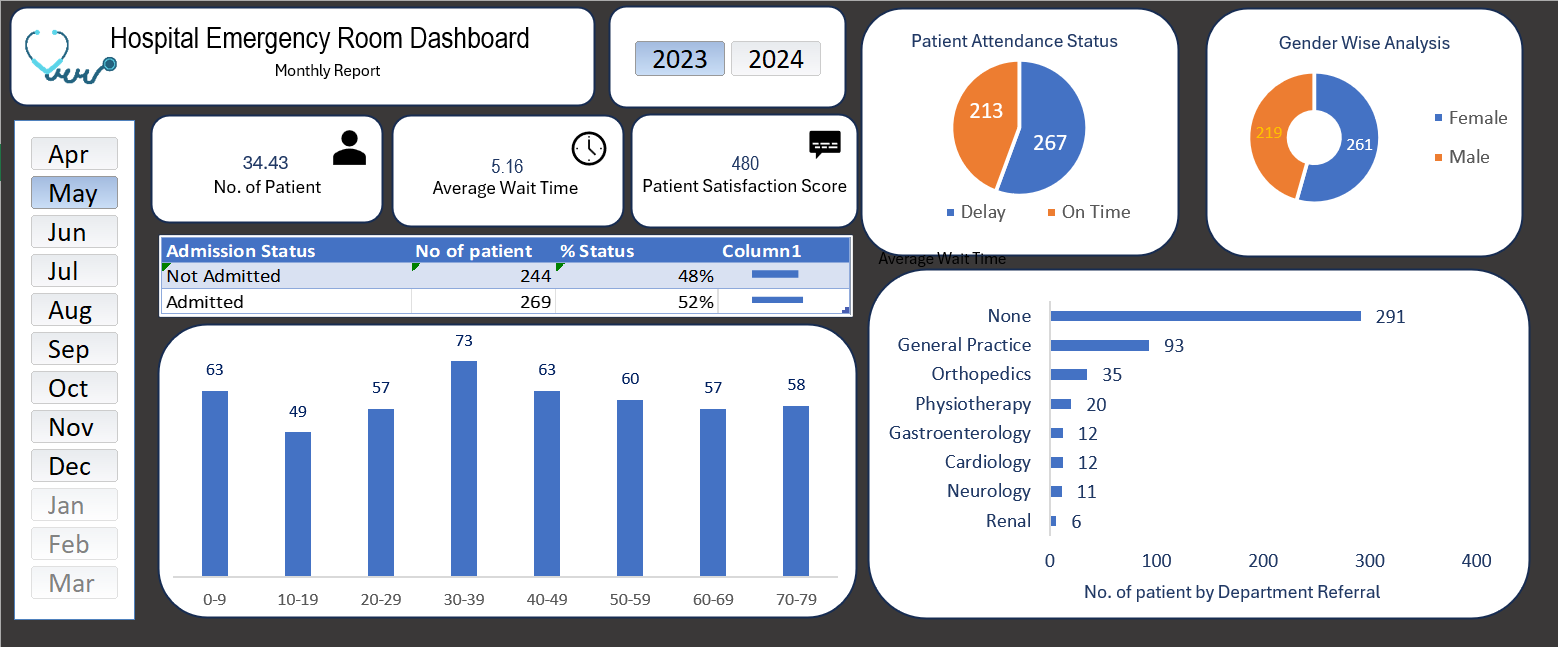 Hospital Emergency Room Dashboard
Monthly Report
2023 2024
Apr
May
Jun
Jul
Aug
Sep
Oct
Nov
Dec
Jan
Feb
Mar
34.43
No. of Patient
5.16
Average Wait Time
480
Patient Satisfaction Score
Patient Attendance Status
213
267
Delay On Time
Average Wait Time
Gender Wise Analysis
219
261
Female
Male
Admission Status No of patient % Status Column1
Not Admitted 244 48%
Admitted 269 52%
63 49 57 73 63 60 57 58
0-9 10-19 20-29 30-39 40-49 50-59 60-69 70-79
None 291
General Practice 93
Orthopedics 35
Physiotherapy 20
Gastroenterology 12
Cardiology 12
Neurology 11
Renal 6
0 100 200 300 400
No. of patient by Department Referral